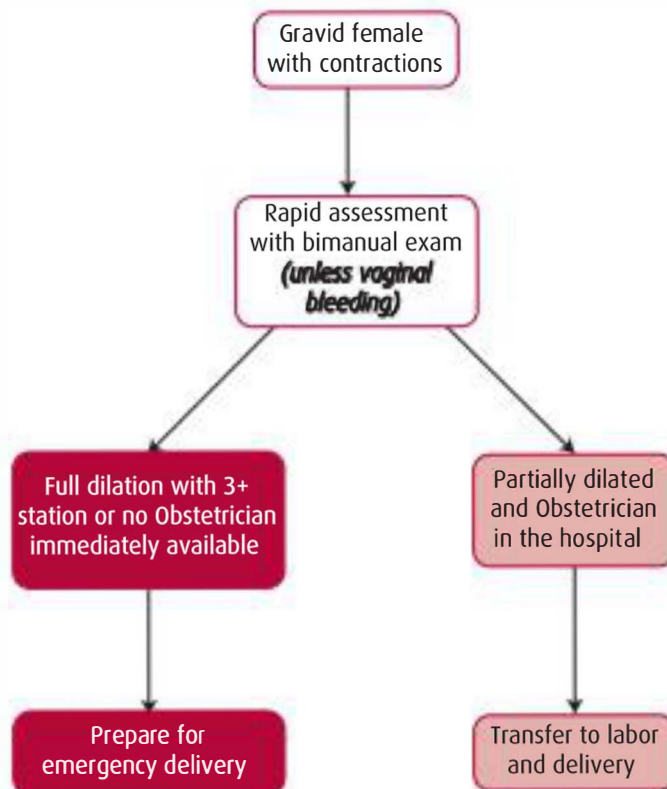 Gravid female
with contractions
Rapid assessment
with bimanual exam
(unless vaginal
bleeding)
Full dilation with 3+
station or no Obstetrician
immediately available
Partially dilated
and Obstetrician
in the hospital
Prepare for
emergency delivery
Transfer to labor
and delivery